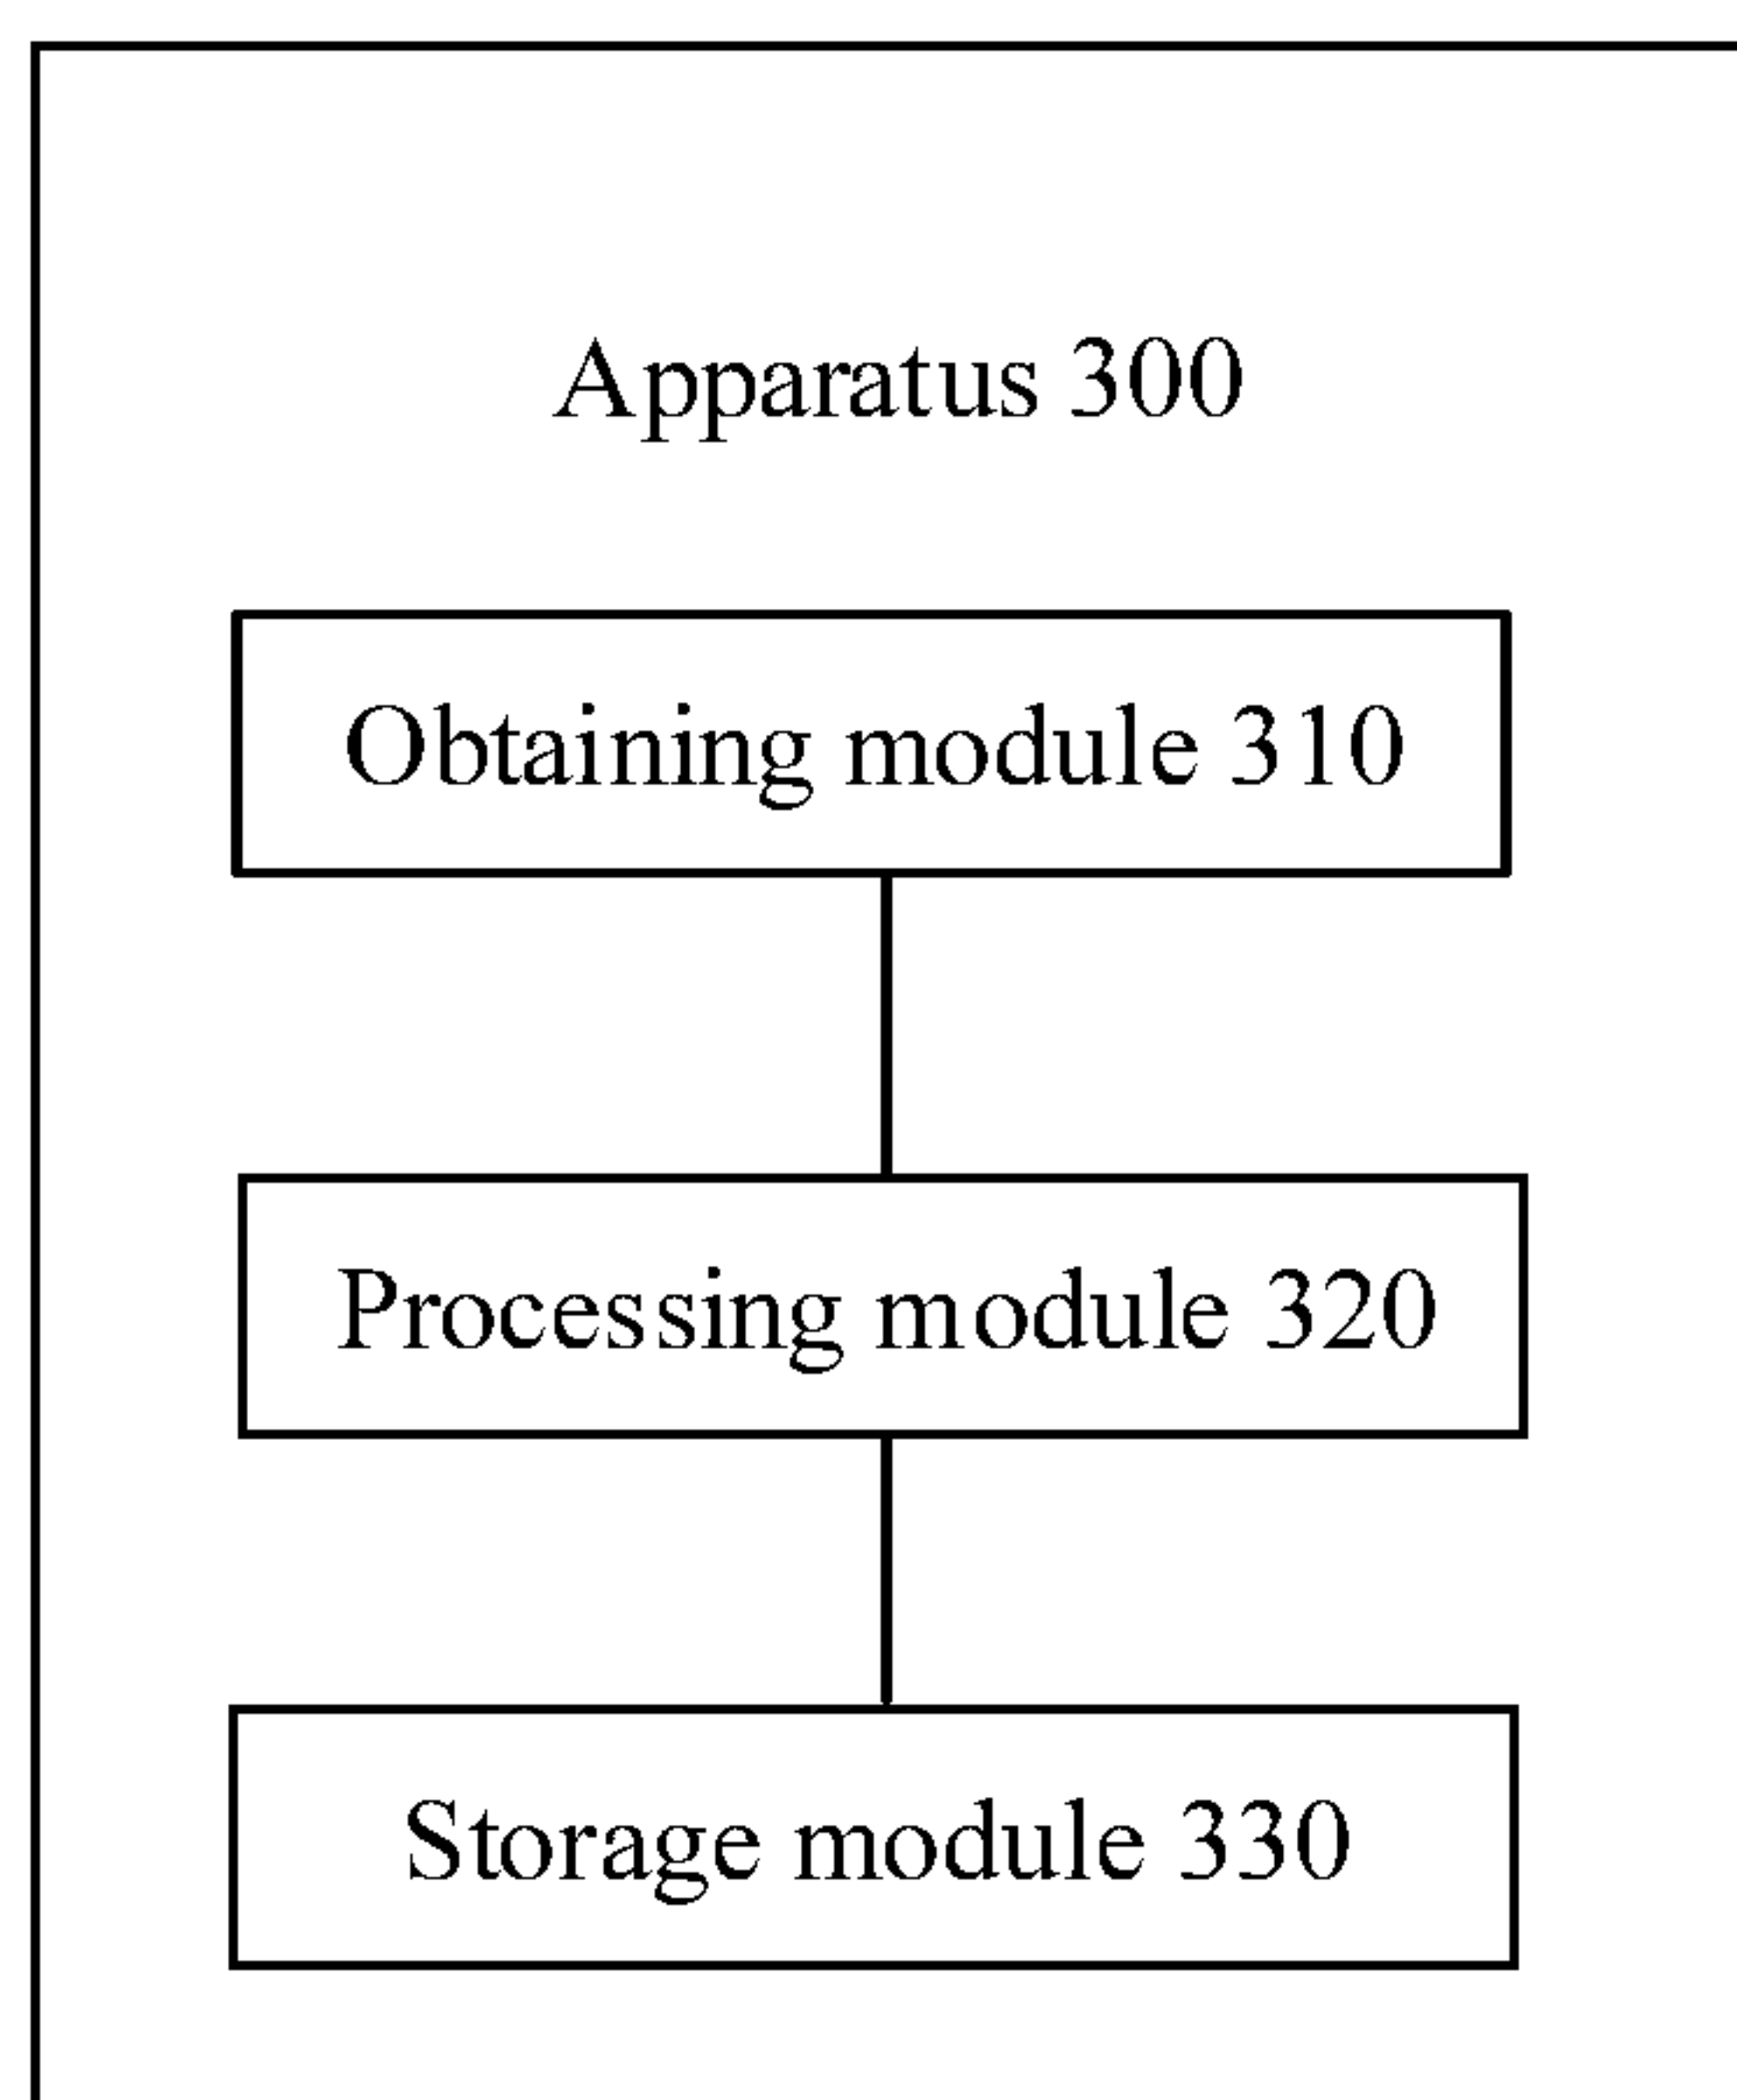 Apparatus 300
Obtaining module 310
Processing module 320
Storage module 330